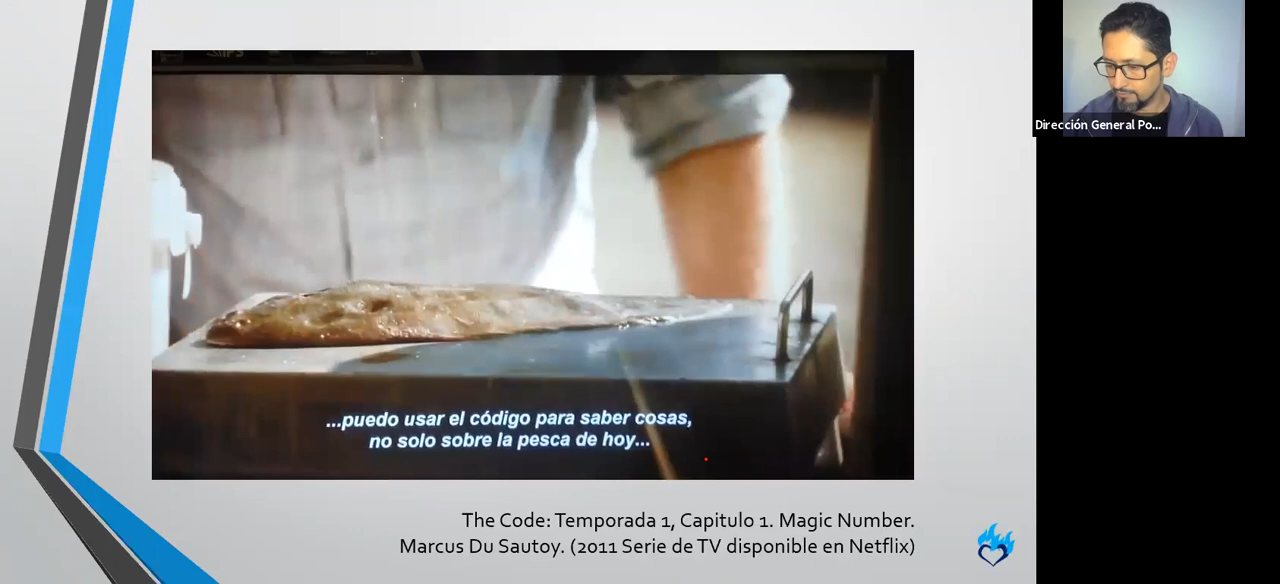 Dirección General Po...
...puedo usar el código para saber cosas,
no solo sobre la pesca de hoy...
The Code: Temporada 1, Capitulo 1. Magic Number.
Marcus Du Sautoy. (2011 Serie de TV disponible en Netflix)